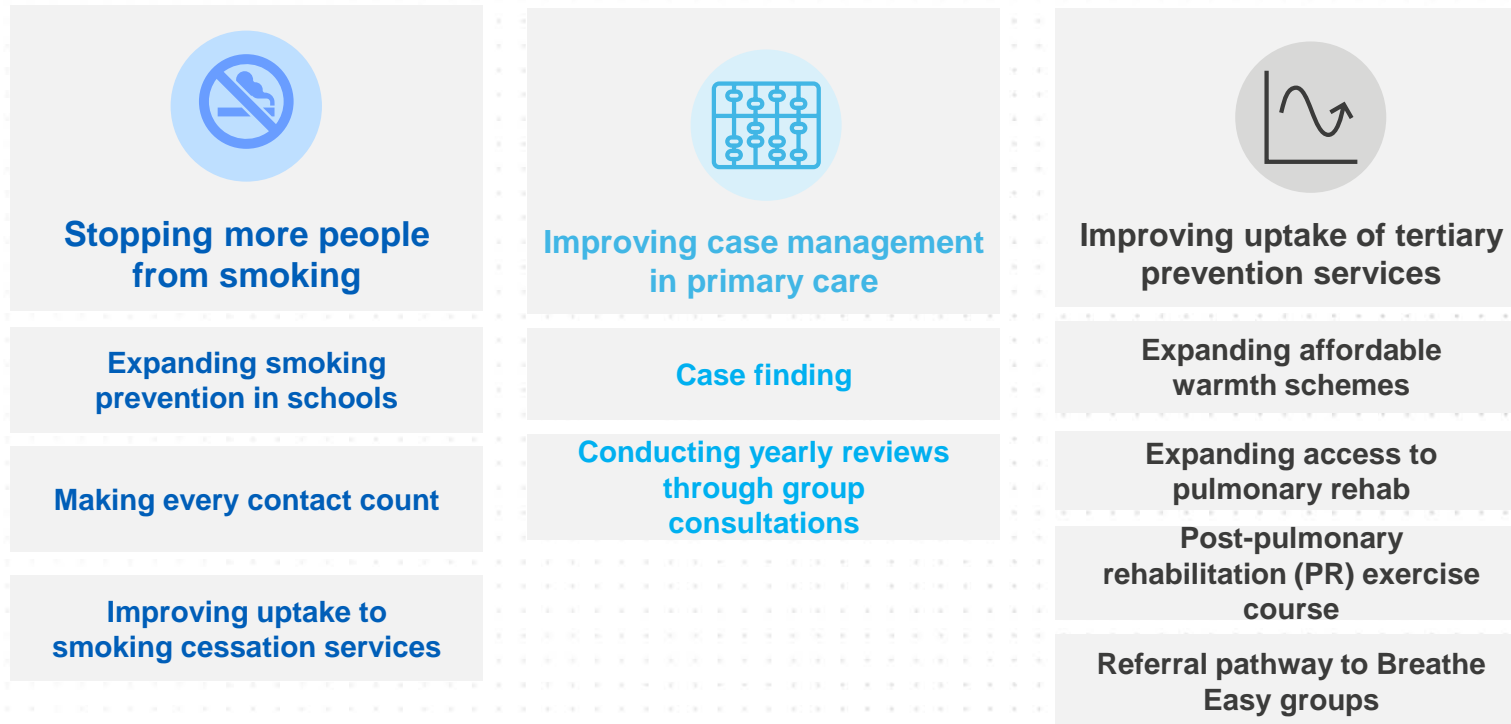 Stopping more people
from smoking
Expanding smoking
prevention in schools
Making every contact count
Improving uptake to
smoking cessation services
Improving case management
in primary care
Case finding
Conducting yearly reviews
through group
consultations
Improving uptake of tertiary
prevention services
Expanding affordable
warmth schemes
Expanding access to
pulmonary rehab
Post-pulmonary
rehabilitation (PR) exercise
course
Referral pathway to Breathe
Easy groups